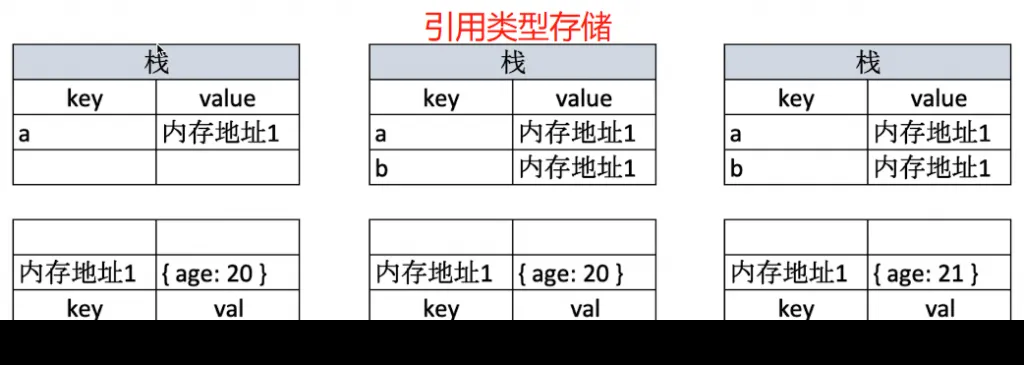 引用类型存储
栈 栈 栈
key value key value key value
a 内存地址1 a 内存地址1 a 内存地址1
b 内存地址1 b 内存地址1
内存地址1 { age: 20 } 内存地址1 { age: 20 } 内存地址1 { age: 21 }
key val key val key val